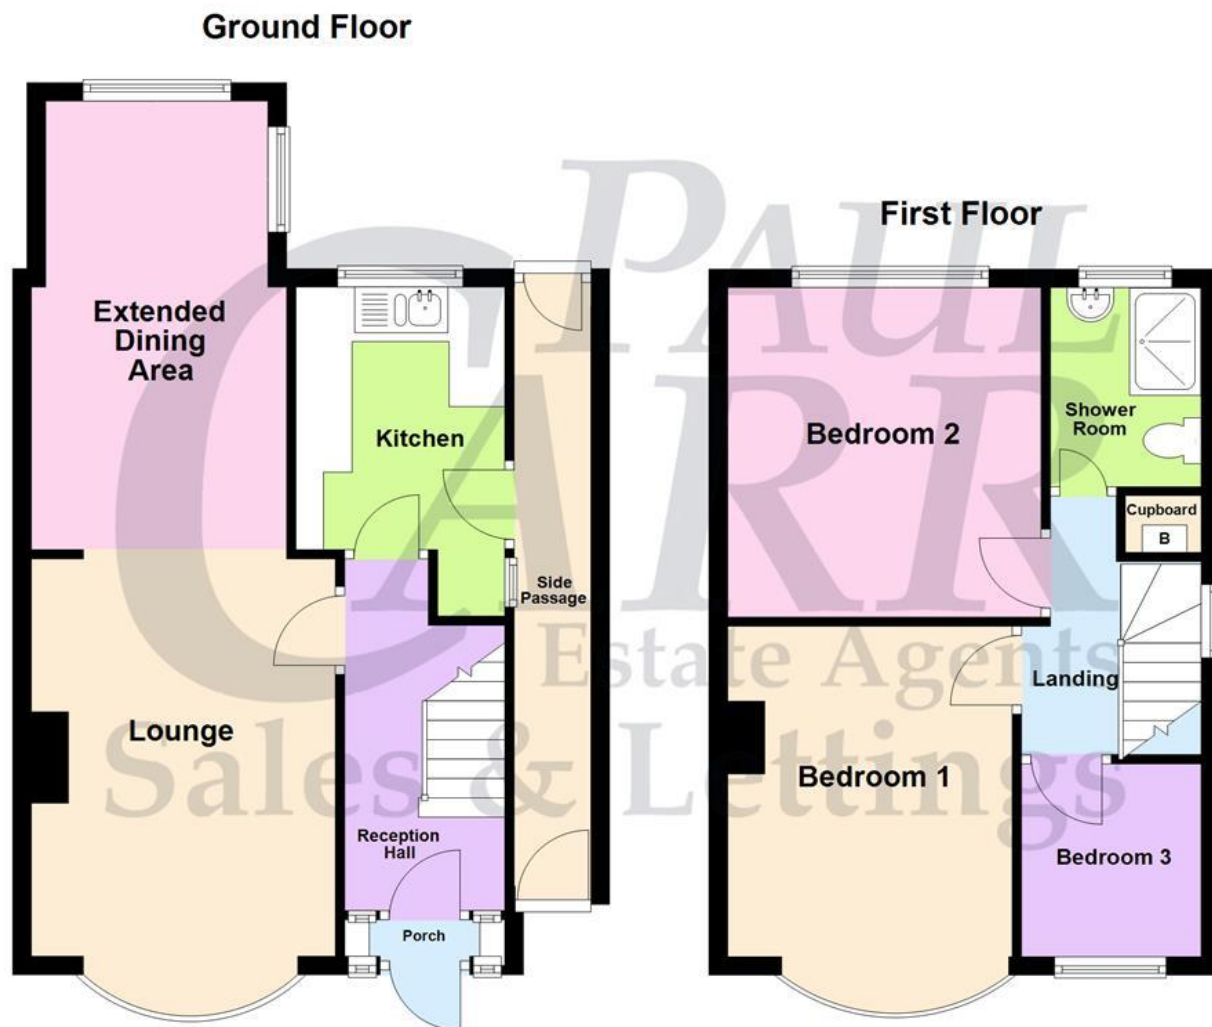 Ground Floor
First Floor
Extended
Dining
Area
Kitchen
Side
Passage
Lounge
Reception
Hall
Porch
Bedroom 2
Shower
Room
Cupboard
B
Landing
Bedroom 1
Bedroom 3
PAUL
CARR
Estate Agents
Sales & Lettings